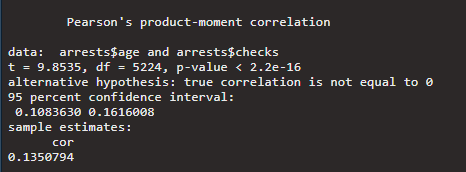 Pearson's product-moment correlation
data:  arrests$age and arrests$checks
t = 9.8535, df = 5224, p-value < 2.2e-16
alternative hypothesis: true correlation is not equal to 0
95 percent confidence interval:
 0.1083630 0.1616008
sample estimates:
      cor
0.1350794